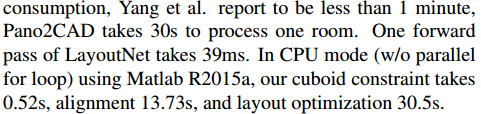 consumption, Yang et al. report to be less than 1 minute,
Pano2CAD takes 30s to process one room. One forward
pass of LayoutNet takes 39ms. In CPU mode (w/o parallel
for loop) using Matlab R2015a, our cuboid constraint takes
0.52s, alignment 13.73s, and layout optimization 30.5s.